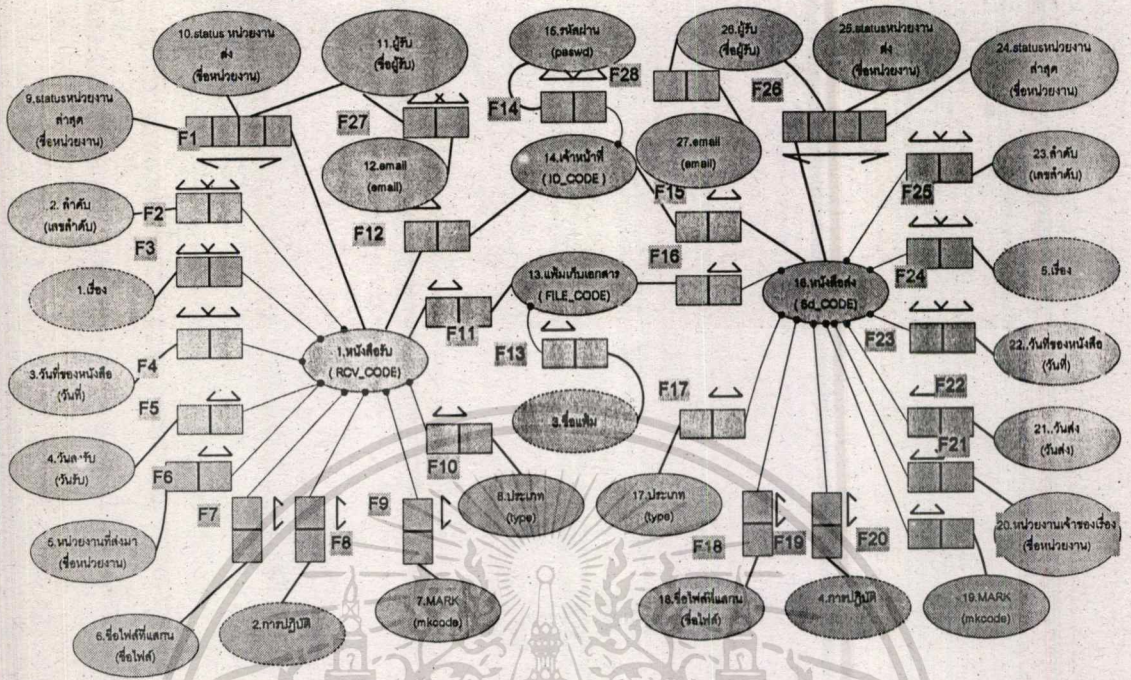 10.status หน่วยงาน
ส่ง
(ชื่อหน่วยงาน)
11.ผู้รับ
(ชื่อผู้รับ)
15.รหัสผ่าน
(paswd)
26.ผู้รับ
(ชื่อผู้รับ)
25.statusหน่วยงาน
ส่ง
(ชื่อหน่วยงาน)
24.statusหน่วยงาน
ล่าสุด
(ชื่อหน่วยงาน)
9.statusหน่วยงาน
ล่าสุด
(ชื่อหน่วยงาน)
F1
F27
F14
F28
F26
12.email
(email)
14.เจ้าหน้าที่
( ID_CODE )
27.email
(email)
F25
23.ลำดับ
(เลขลำดับ)
2. ลำดับ
(เลขลำดับ)
F2
F3
F12
F15
F16
F24
1.เรื่อง
13.แฟ้มเก็บเอกสาร
( FILE_CODE )
16.หนังสือส่ง
( Sd_CODE )
5.เรื่อง
F11
F4
1.หนังสือรับ
( RCV_CODE )
F13
F23
22..วันที่ของหนังสือ
(วันที่)
3.วันที่ของหนังสือ
(วันที่)
F5
3.ชื่อแฟ้ม
F17
F22
F21
21..วันส่ง
(วันส่ง)
4.วันลงรับ
(วันรับ)
F6
F7
F8
F9
F10
8.ประเภท
(type)
17.ประเภท
(type)
F18
F19
F20
20.หน่วยงานเจ้าของเรื่อง
(ชื่อหน่วยงาน)
5.หน่วยงานที่ส่งมา
(ชื่อหน่วยงาน)
6.ชื่อไฟล์ที่แสกน
(ชื่อไฟล์)
2.การปฏิบัติ
7.MARK
(mkcode)
18.ชื่อไฟล์ที่แสกน
(ชื่อไฟล์)
4.การปฏิบัติ
19.MARK
(mkcode)